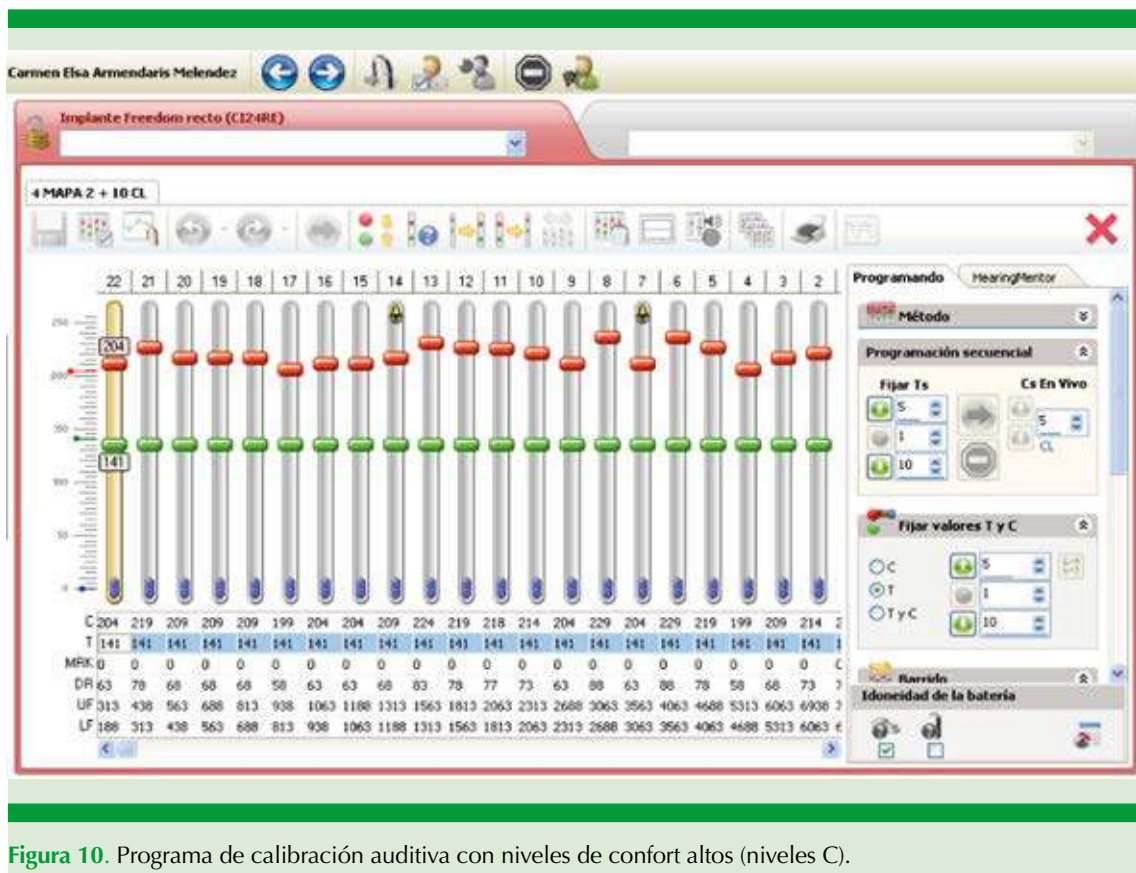 Carmen Elsa Armendaris Melendez
Implante Freedom recto (CI24RE)
4 MAPA 2 + 10 CL
22 21 20 19 18 17 16 15 14 13 12 11 10 9 8 7 6 5 4 3 2
250
200
150
100
50
0
204
141
C 204 219 209 209 209 199 204 204 209 224 219 218 214 204 229 204 229 219 199 209 214
T 141 141 141 141 141 141 141 141 141 141 141 141 141 141 141 141 141 141 141 141 141
MRK 0 0 0 0 0 0 0 0 0 0 0 0 0 0 0 0 0 0 0 0 0
DR 63 78 68 68 68 58 63 63 68 83 78 77 73 63 88 63 88 78 58 68 73
UF 313 438 563 688 813 938 1063 1188 1313 1563 1813 2063 2313 2688 3063 3563 4063 4688 5313 6063 6938
LF 188 313 438 563 688 813 938 1063 1188 1313 1563 1813 2063 2313 2688 3063 3563 4063 4688 5313 6063
Programando HearingMentor
Método
Programación secuencial
Fijar Ts Cs En Vivo
5
1
10
5
CL
Fijar valores T y C
C
T
T y C
5
1
10
Barrido
Idoneidad de la batería
Figura 10. Programa de calibración auditiva con niveles de confort altos (niveles C).